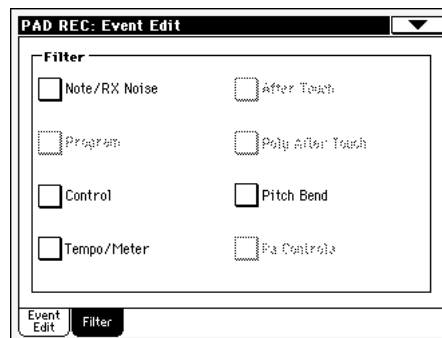 PAD REC: Event Edit
Filter
Note/RX Noise
After Touch
Program
Poly After Touch
Control
Pitch Bend
Tempo/Meter
Pa Controls
Event Edit
Filter